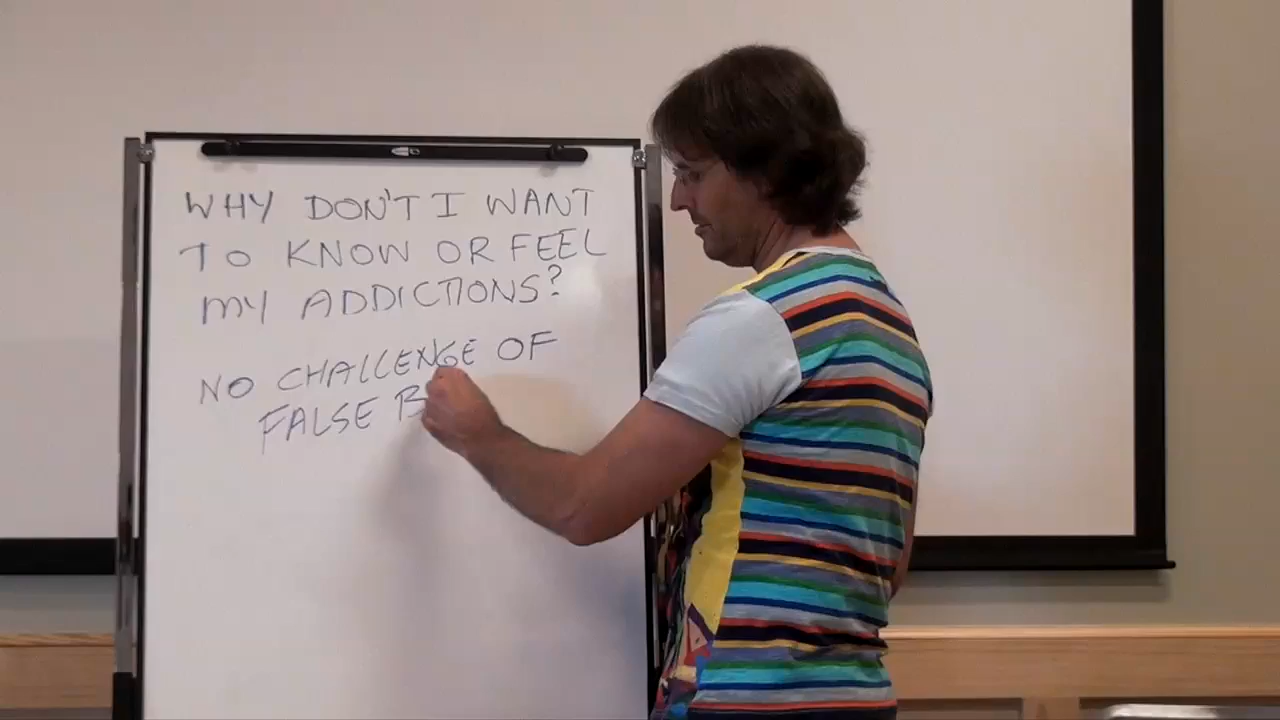 WHY DON'T I WANT
TO KNOW OR FEEL
MY ADDICTIONS?
NO CHALLENGE OF
FALSE B